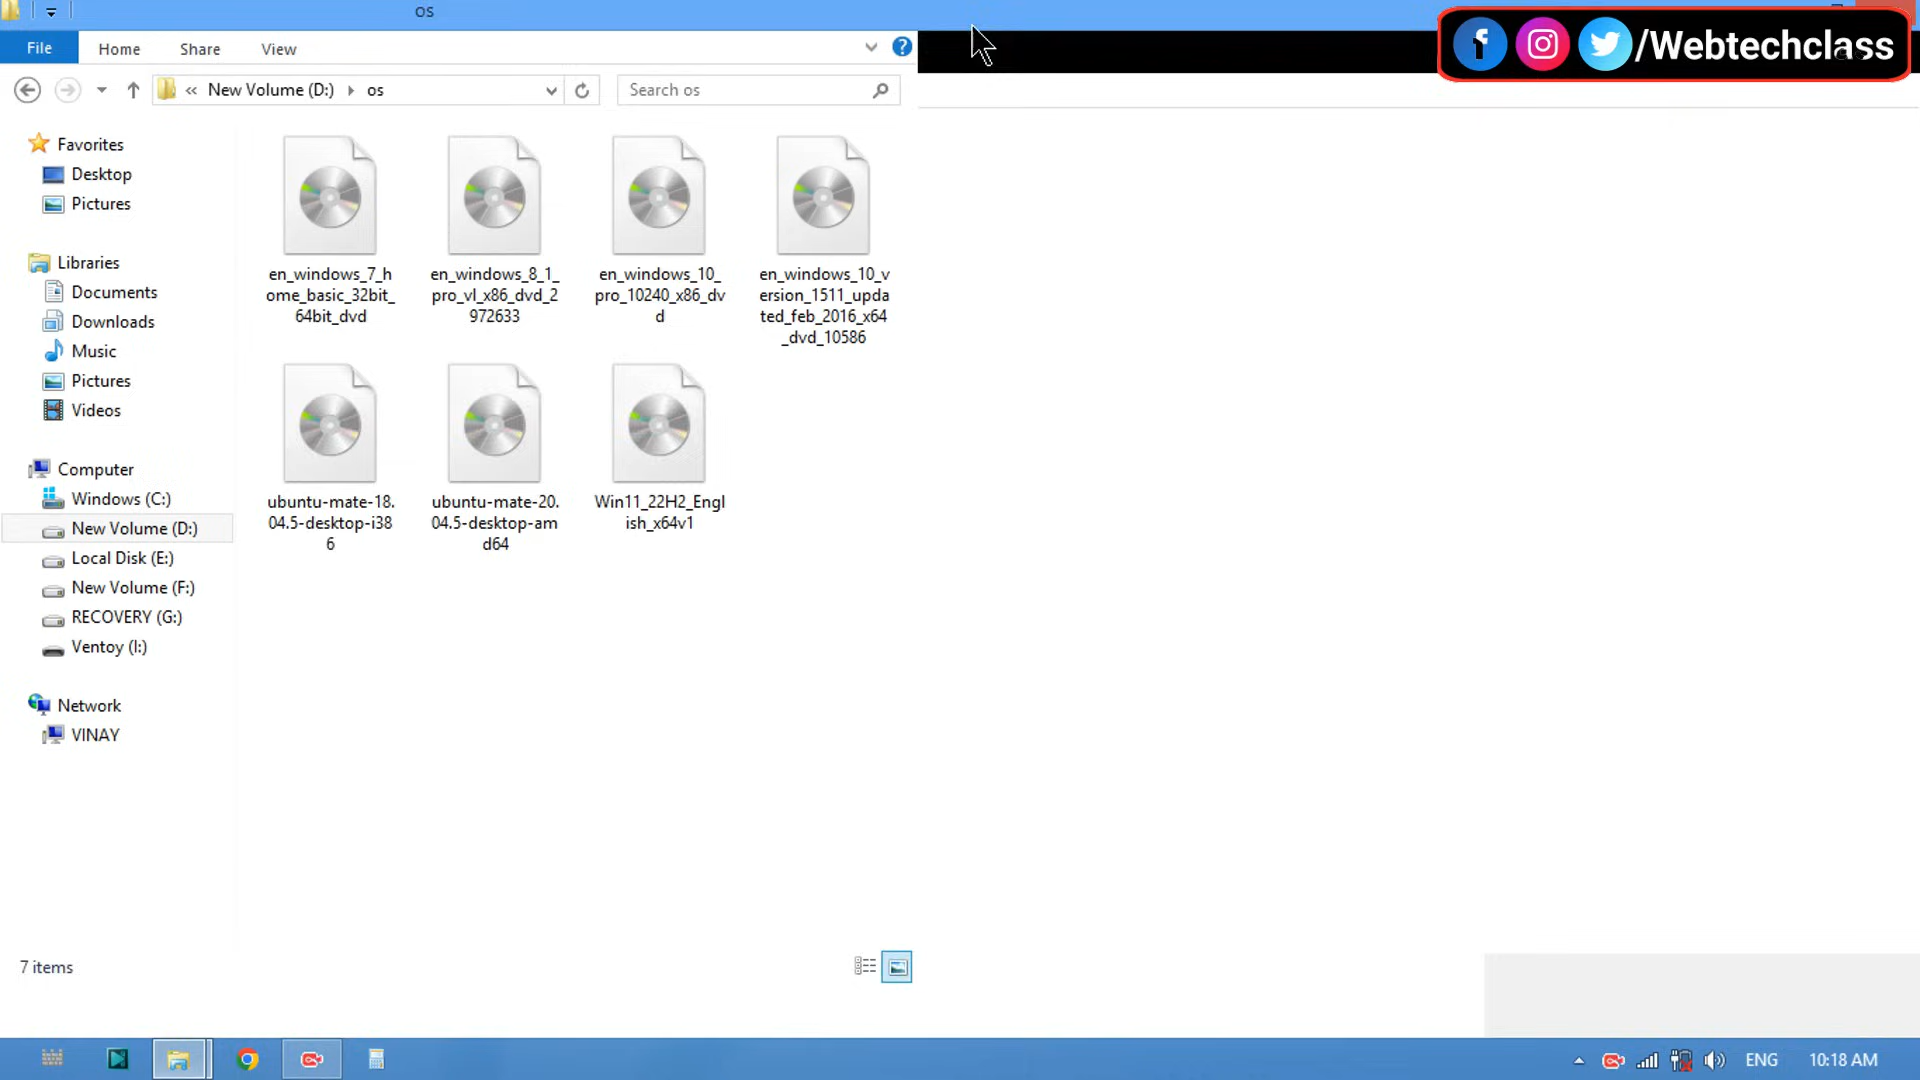 os
File
Home
Share
View
/Webtechclass
« New Volume (D:) os
Search os
Favorites
Desktop
Pictures
Libraries
Documents
Downloads
Music
Pictures
Videos
Computer
Windows (C:)
New Volume (D:)
Local Disk (E:)
New Volume (F:)
RECOVERY (G:)
Ventoy (I:)
Network
VINAY
en_windows_7_h
ome_basic_32bit_
64bit_dvd
en_windows_8_1_
pro_vl_x86_dvd_2
972633
en_windows_10_
pro_10240_x86_dv
d
en_windows_10_v
ersion_1511_upda
ted_feb_2016_x64
_dvd_10586
ubuntu-mate-18.
04.5-desktop-i38
6
ubuntu-mate-20.
04.5-desktop-am
d64
Win11_22H2_Engl
ish_x64v1
7 items
ENG
10:18 AM